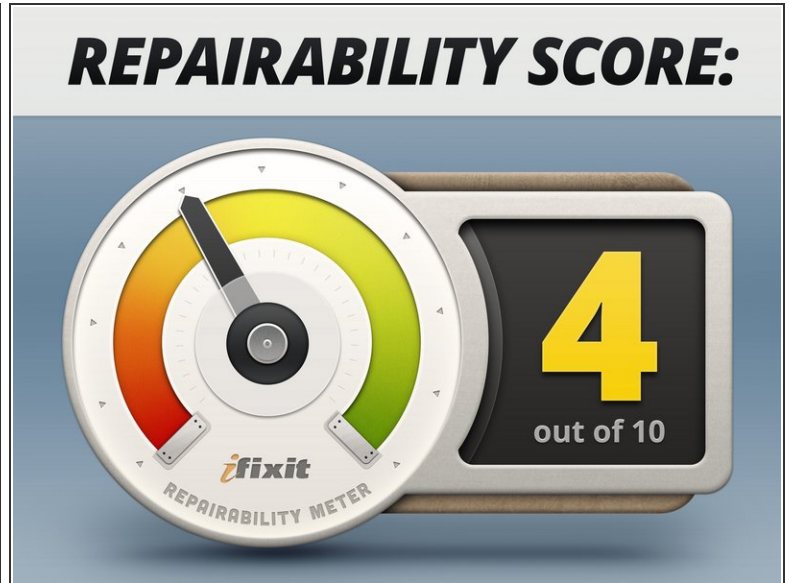 REPAIRABILITY SCORE:
4
out of 10
ifixit
REPAIRABILITY METER